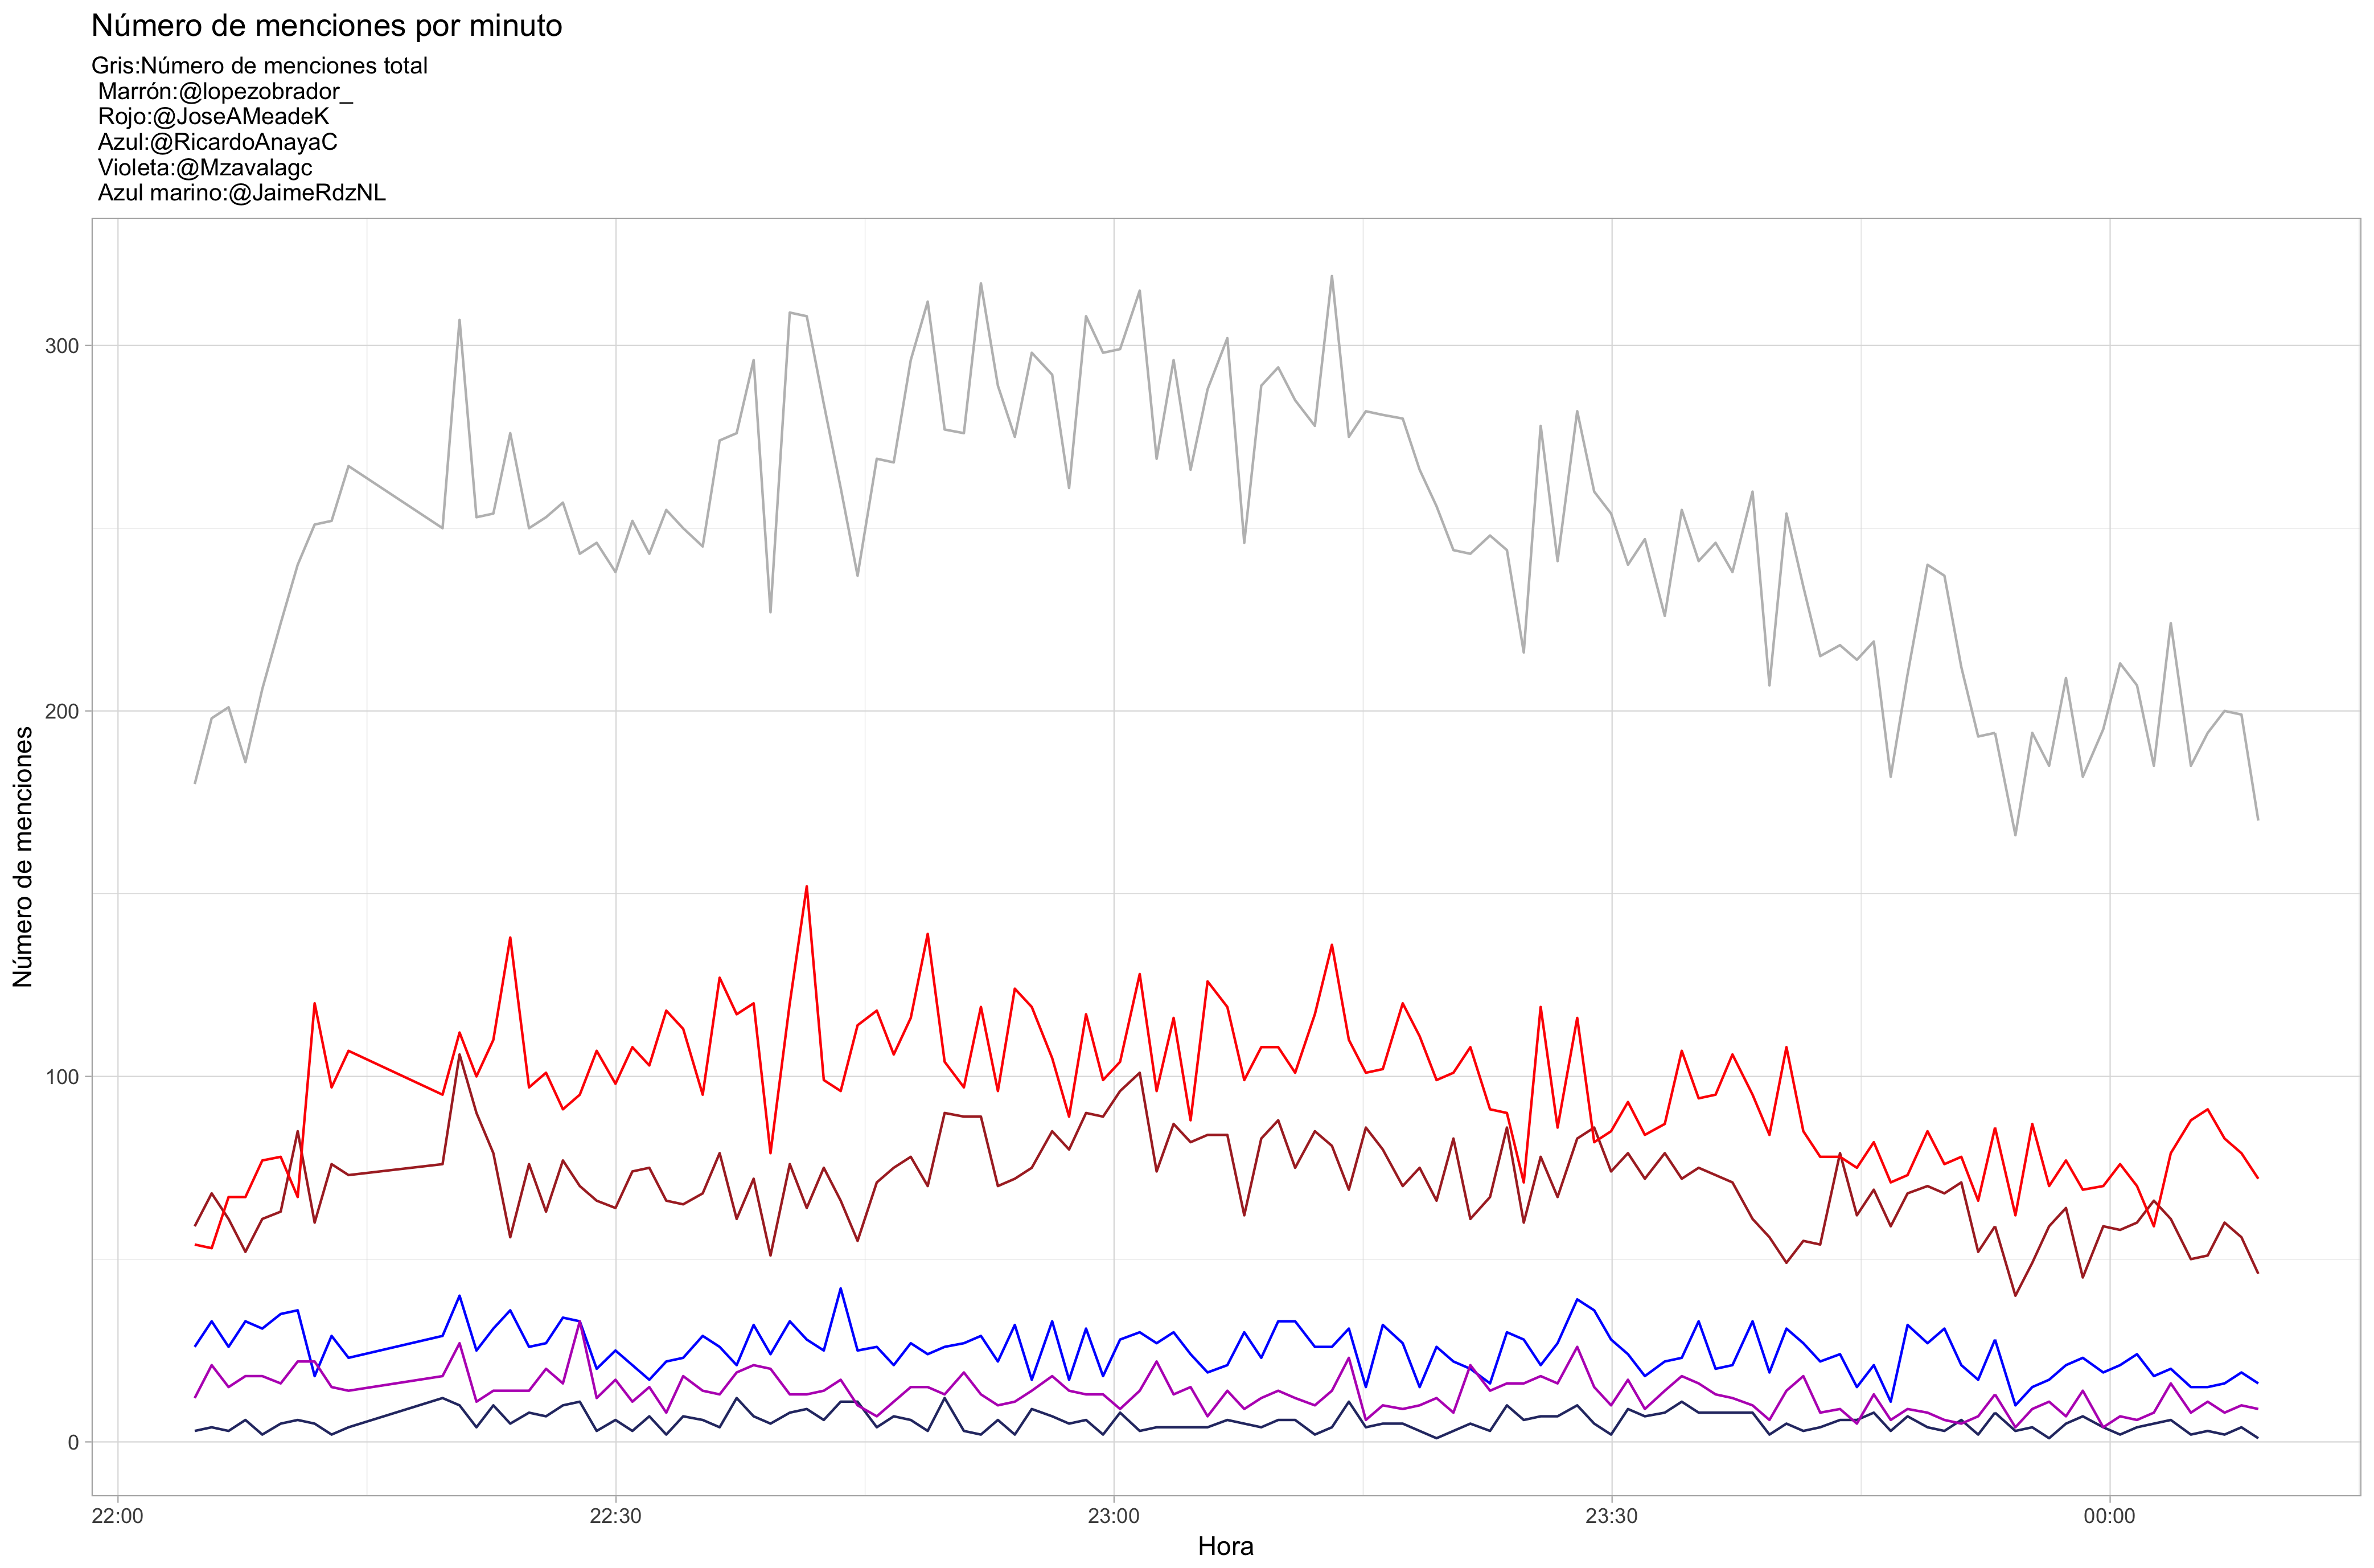 Número de menciones por minuto
Gris:Número de menciones total
Marrón:@lopezobrador_
Rojo:@JoseAMeadeK
Azul:@RicardoAnayaC
Violeta:@Mzavalagc
Azul marino:@JaimeRdzNL
Número de menciones
300
200
100
0
22:00
22:30
23:00
23:30
00:00
Hora